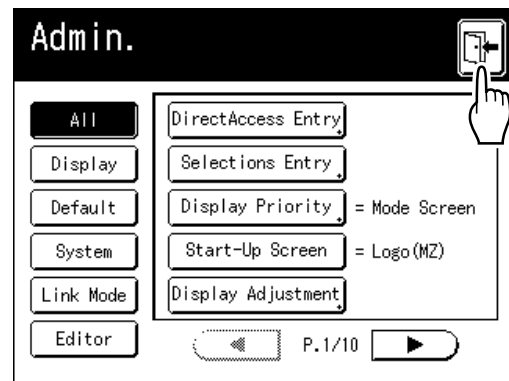 Admin.
All
DirectAccess Entry
Display
Selections Entry
Default
Display Priority = Mode Screen
System
Start-Up Screen = Logo(MZ)
Link Mode
Display Adjustment
Editor
P.1/10